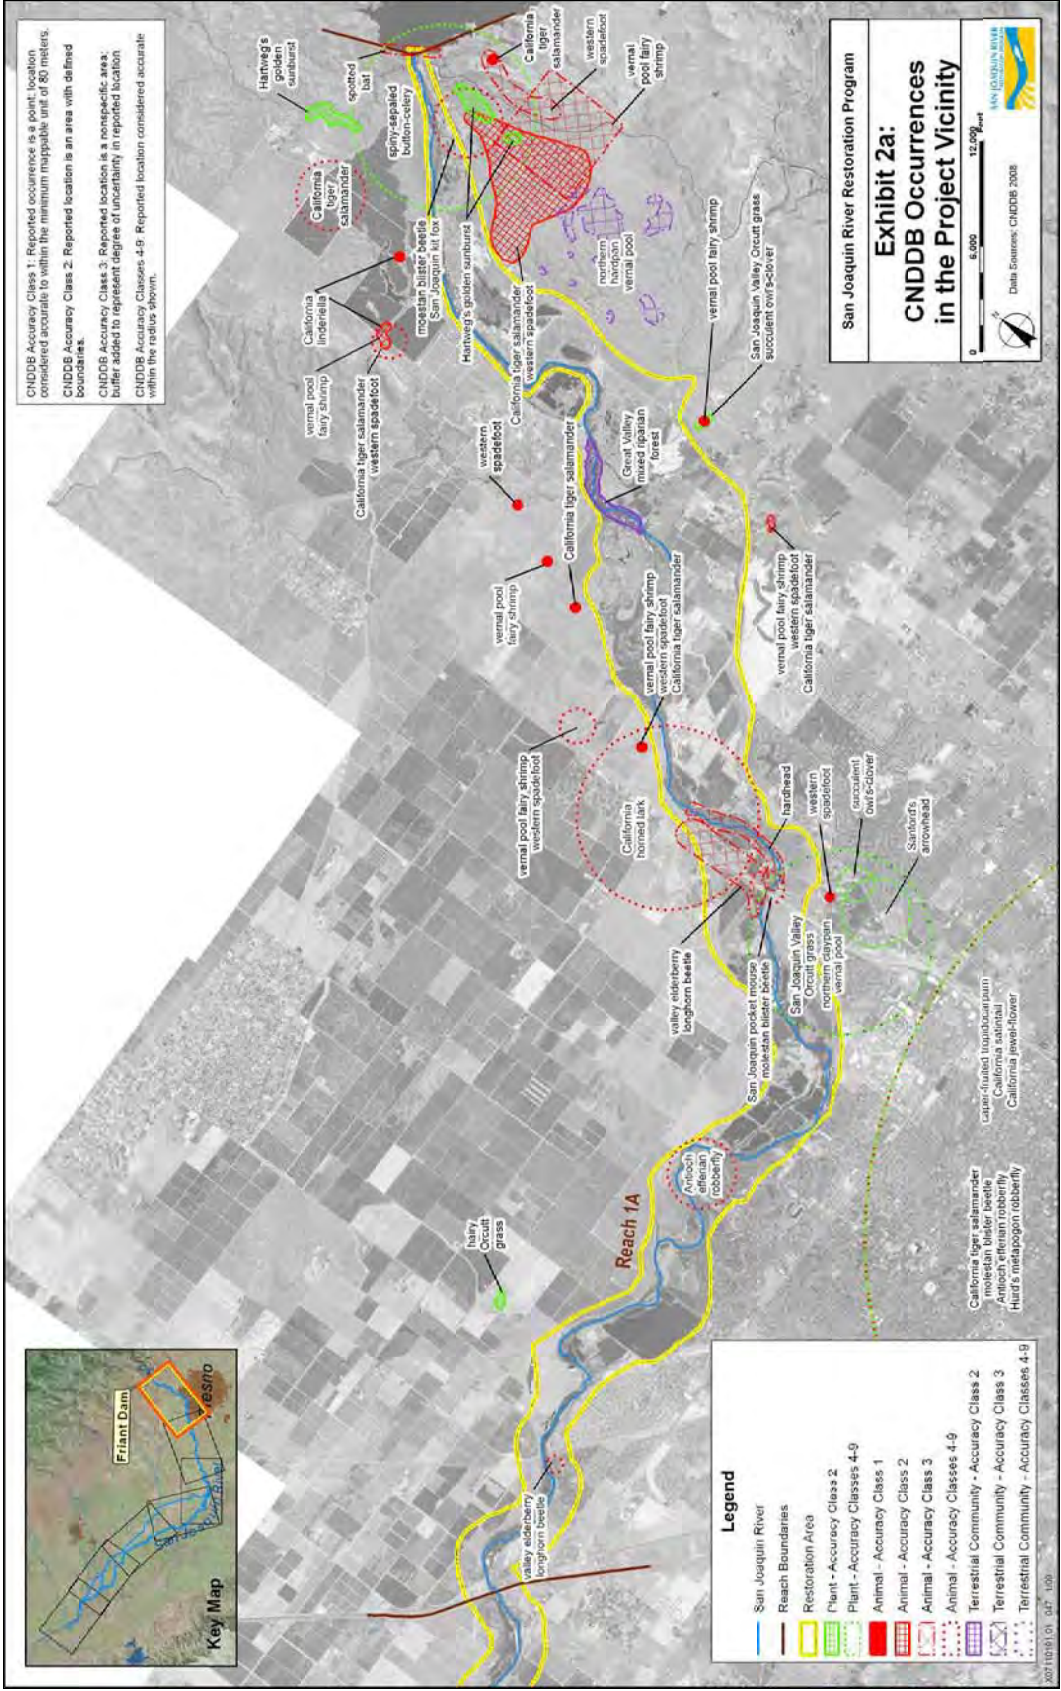 CNDDB Accuracy Class 1: Reported occurrence is a point; location
considered accurate to within the minimum mappable unit of 80 meters.
CNDDB Accuracy Class 2: Reported location is an area with defined
boundaries.
CNDDB Accuracy Class 3: Reported location is a nonspecific area;
buffer added to represent degree of uncertainty in reported location
CNDDB Accuracy Classes 4-9: Reported location considered accurate
within the radius shown.
Key Map
Friant Dam
Fresno
San Joaquin River
Hartweg's
golden
sunburst
spotted
bat
California
tiger
salamander
western
spadefoot
vernal
pool fairy
shrimp
spiny-sepaled
button-celery
California
tiger
salamander
California
linderiella
moestan blister beetle
San Joaquin kit fox
Hartweg's golden sunburst
California tiger salamander
western spadefoot
northern
hardpan
vernal pool
vernal pool
fairy shrimp
California tiger salamander
western spadefoot
western
spadefoot
California tiger salamander
Great Valley
mixed riparian
forest
vernal pool fairy shrimp
San Joaquin Valley Orcutt grass
succulent owl's-clover
vernal pool
fairy shrimp
vernal pool fairy shrimp
western spadefoot
California tiger salamander
vernal pool fairy shrimp
western spadefoot
California tiger salamander
vernal pool fairy shrimp
western spadefoot
California
horned lark
hardhead
western
spadefoot
succulent
owl's-clover
Sanford's
arrowhead
valley elderberry
longhorn beetle
San Joaquin pocket mouse
molestan blister beetle
San Joaquin Valley
Orcutt grass
northern claypan
vernal pool
Antioch
efferian
robberfly
Reach 1A
hairy
Orcutt
grass
valley elderberry
longhorn beetle
caper-fruited tropidocarpum
California satintail
California jewel-flower
California tiger salamander
molestan blister beetle
Antioch efferian robberfly
Hurd's metapogon robberfly
Legend
San Joaquin River
Reach Boundaries
Restoration Area
Plant - Accuracy Class 2
Plant - Accuracy Classes 4-9
Animal - Accuracy Class 1
Animal - Accuracy Class 2
Animal - Accuracy Class 3
Animal - Accuracy Classes 4-9
Terrestrial Community - Accuracy Class 2
Terrestrial Community - Accuracy Class 3
Terrestrial Community - Accuracy Classes 4-9
San Joaquin River Restoration Program
Exhibit 2a:
CNDDB Occurrences
in the Project Vicinity
0 6,000 12,000
Feet
N
Data Sources: CNDDB 2008
SAN JOAQUIN RIVER